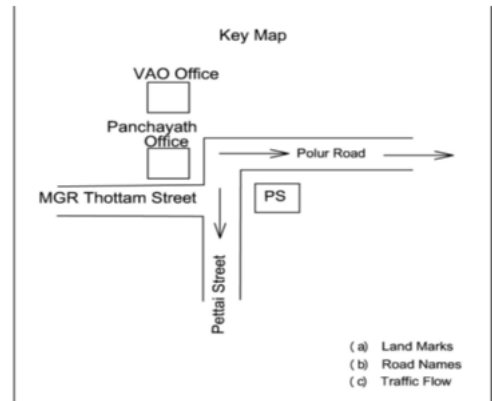 Key Map
VAO Office
Panchayath
Office
Polur Road
MGR Thottam Street
PS
Pettai Street
(a) Land Marks
(b) Road Names
(c) Traffic Flow